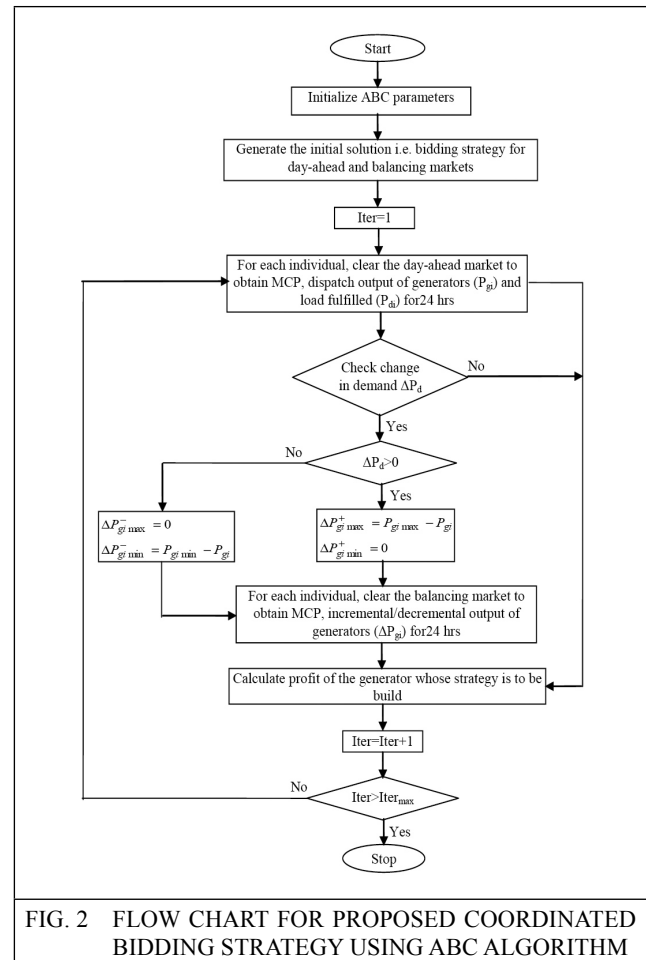 Start
Initialize ABC parameters
Generate the initial solution i.e. bidding strategy for
day-ahead and balancing markets
Iter=1
For each individual, clear the day-ahead market to
obtain MCP, dispatch output of generators (Pgi) and
load fulfilled (Pdi) for24 hrs
Check change
in demand ΔPd
No
Yes
No
ΔPd>0
Yes
ΔP⁻gi max = 0
ΔP⁻gi min = Pgi min − Pgi
ΔP⁺gi max = Pgi max − Pgi
ΔP⁺gi min = 0
For each individual, clear the balancing market to
obtain MCP, incremental/decremental output of
generators (ΔPgi) for24 hrs
Calculate profit of the generator whose strategy is to be
build
Iter=Iter+1
No
Iter>Itermax
Yes
Stop
FIG. 2 FLOW CHART FOR PROPOSED COORDINATED
BIDDING STRATEGY USING ABC ALGORITHM